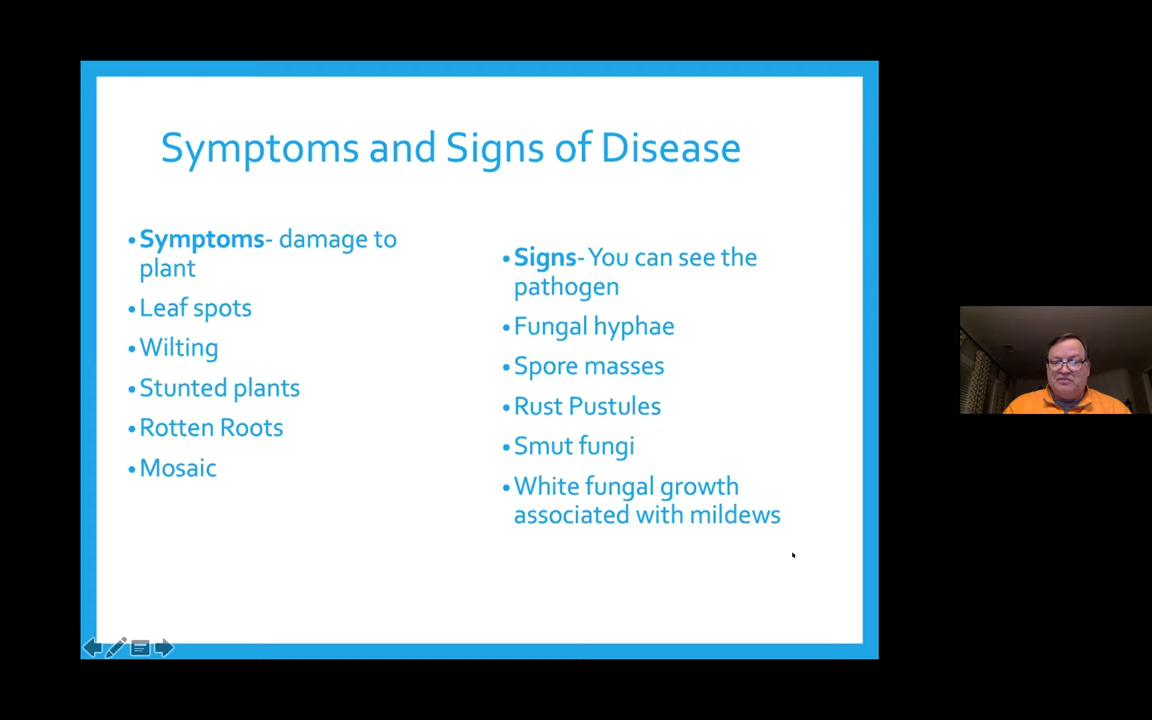 Symptoms and Signs of Disease
•Symptoms- damage to
plant
•Leaf spots
•Wilting
•Stunted plants
•Rotten Roots
•Mosaic
•Signs- You can see the
pathogen
•Fungal hyphae
•Spore masses
•Rust Pustules
•Smut fungi
•White fungal growth
associated with mildews